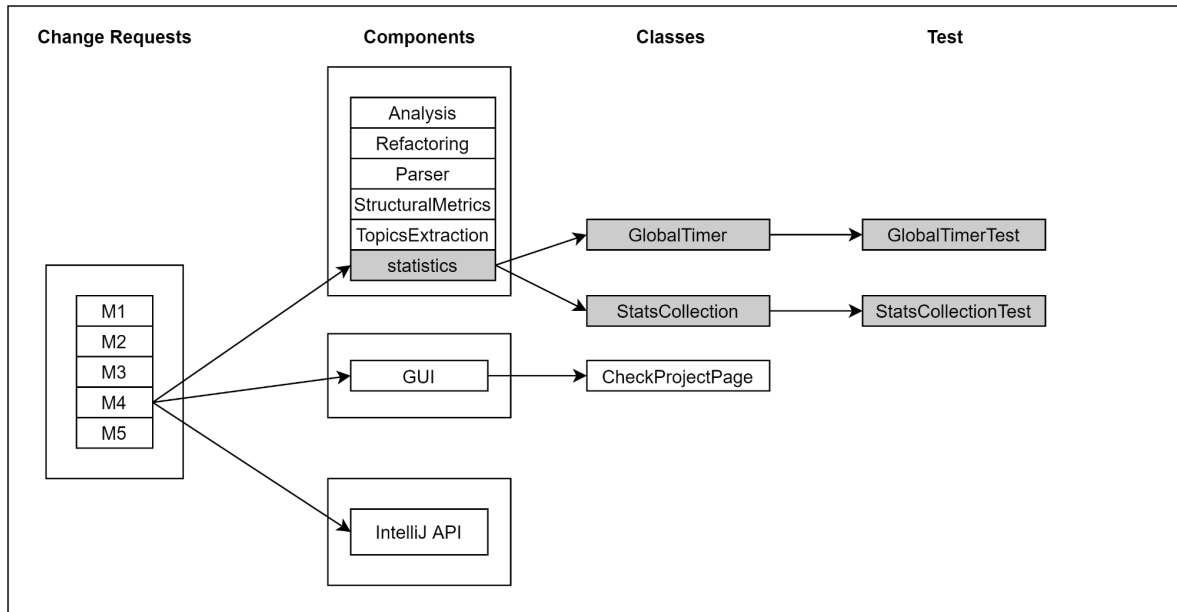 Change Requests
Components
Classes
Test
Analysis
Refactoring
Parser
StructuralMetrics
TopicsExtraction
statistics
GlobalTimer
GlobalTimerTest
StatsCollection
StatsCollectionTest
M1
M2
M3
M4
M5
GUI
CheckProjectPage
IntelliJ API